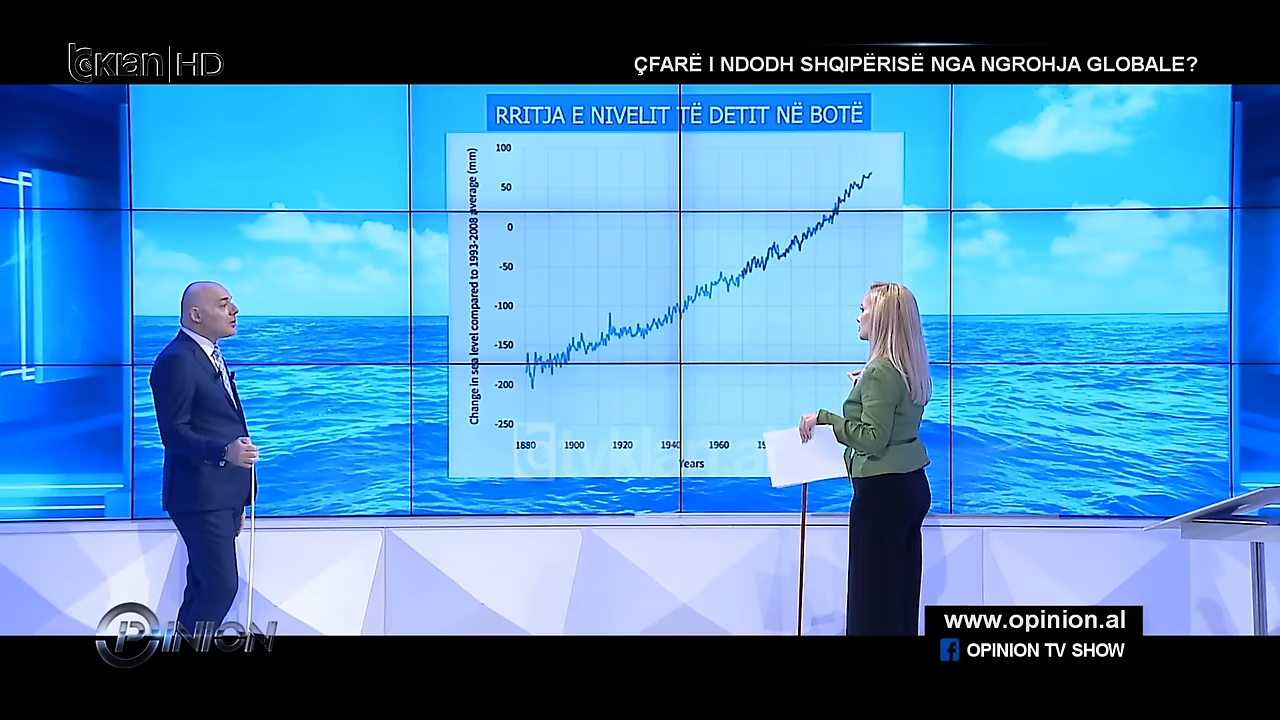 klan HD
ÇFARË I NDODH SHQIPËRISË NGA NGROHJA GLOBALE?
RRITJA E NIVELIT TË DETIT NË BOTË
Change in sea level compared to 1993-2008 average (mm)
100
50
0
-50
-100
-150
-200
-250
1880 1900 1920 1940 1960
Years
tvklan.al
OPINION
www.opinion.al
OPINION TV SHOW